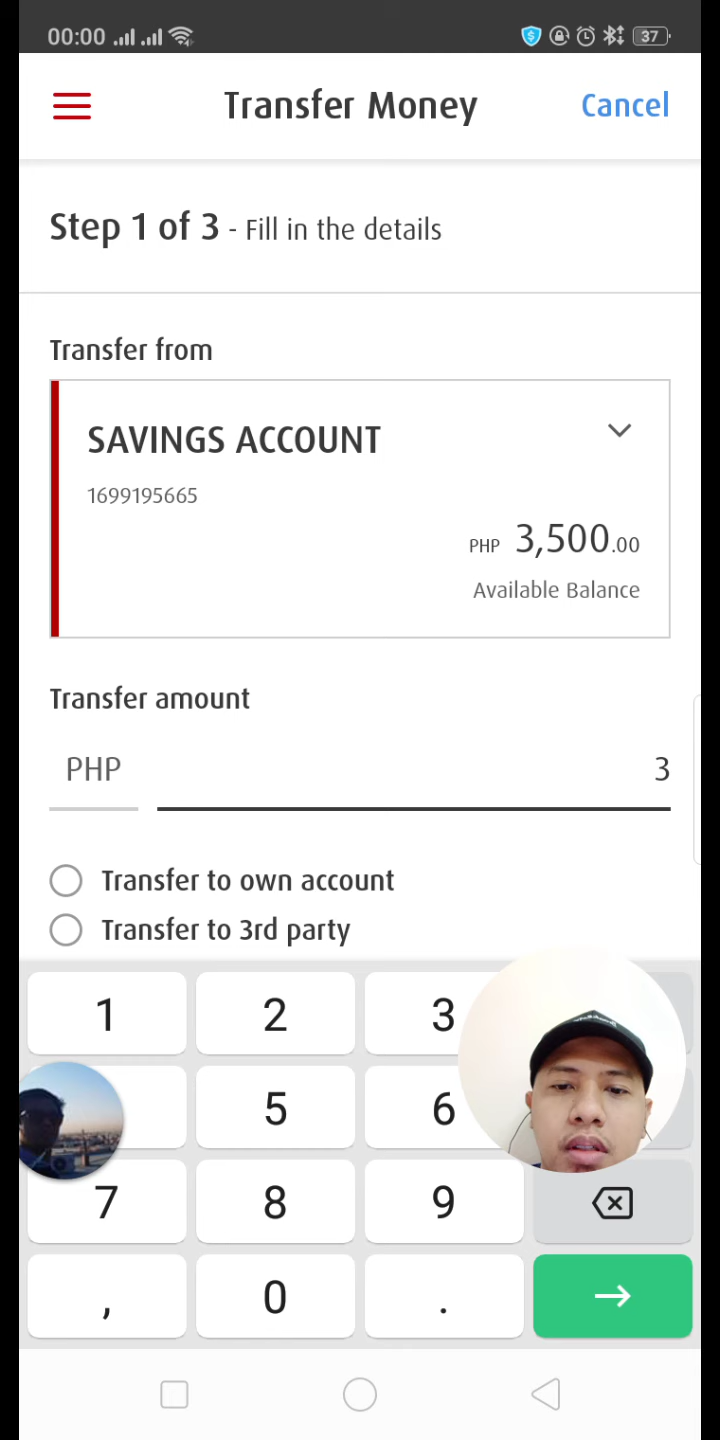 00:00
37
Transfer Money
Cancel
Step 1 of 3 - Fill in the details
Transfer from
SAVINGS ACCOUNT
1699195665
PHP 3,500.00
Available Balance
Transfer amount
PHP 3
Transfer to own account
Transfer to 3rd party
1 2 3
5 6
7 8 9
, 0 .